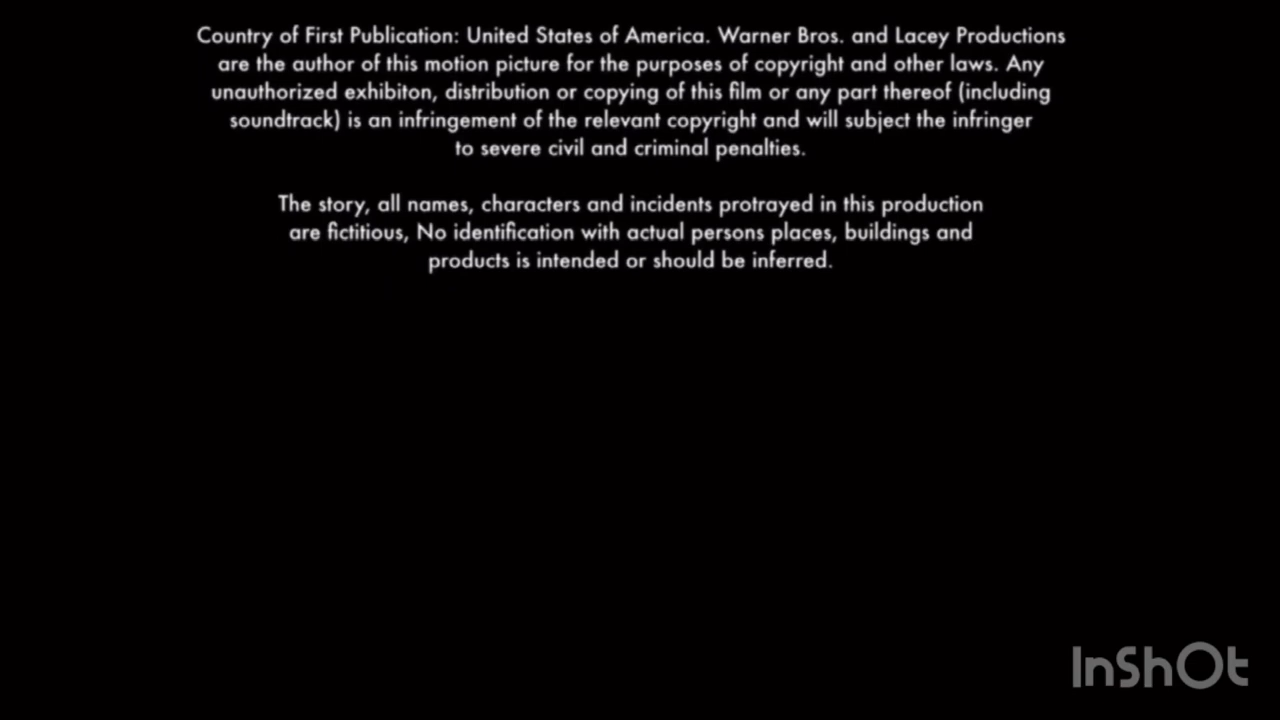 Country of First Publication: United States of America. Warner Bros. and Lacey Productions
are the author of this motion picture for the purposes of copyright and other laws. Any
unauthorized exhibiton, distribution or copying of this film or any part thereof (including
soundtrack) is an infringement of the relevant copyright and will subject the infringer
to severe civil and criminal penalties.
The story, all names, characters and incidents protrayed in this production
are fictitious, No identification with actual persons places, buildings and
products is intended or should be inferred.
InShOt